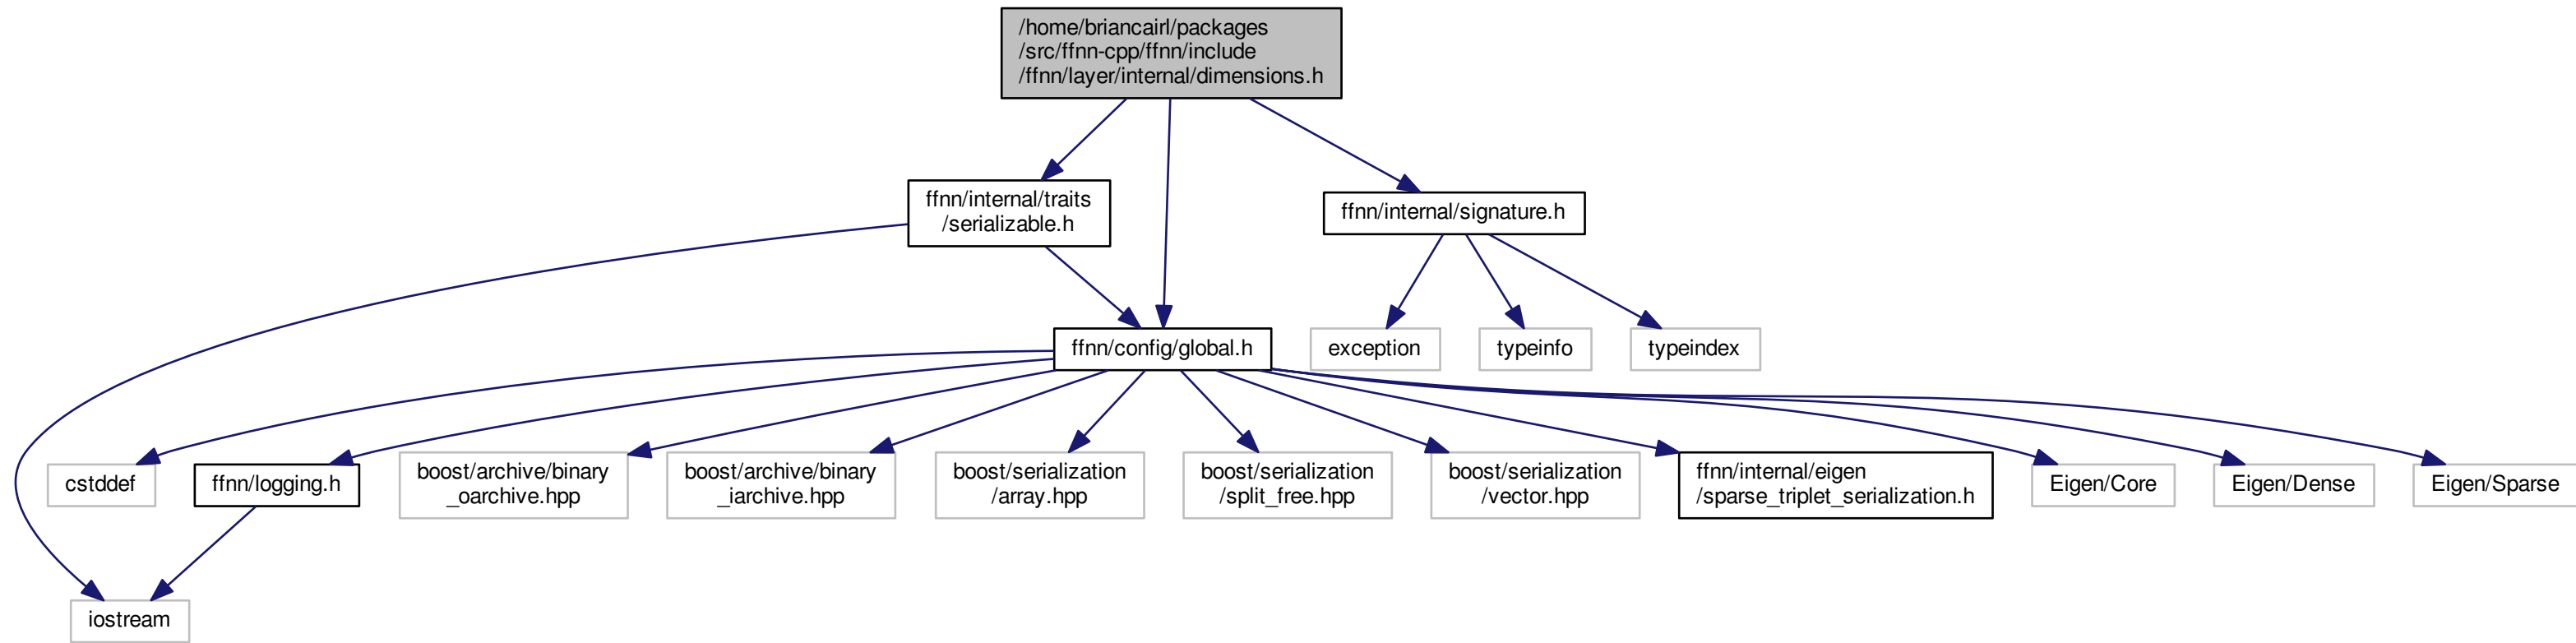 /home/briancairl/packages
/src/ffnn-cpp/ffnn/include
/ffnn/layer/internal/dimensions.h
ffnn/internal/traits
/serializable.h
ffnn/internal/signature.h
ffnn/config/global.h
exception
typeinfo
typeindex
cstddef
ffnn/logging.h
boost/archive/binary
_oarchive.hpp
boost/archive/binary
_iarchive.hpp
boost/serialization
/array.hpp
boost/serialization
/split_free.hpp
boost/serialization
/vector.hpp
ffnn/internal/eigen
/sparse_triplet_serialization.h
Eigen/Core
Eigen/Dense
Eigen/Sparse
iostream